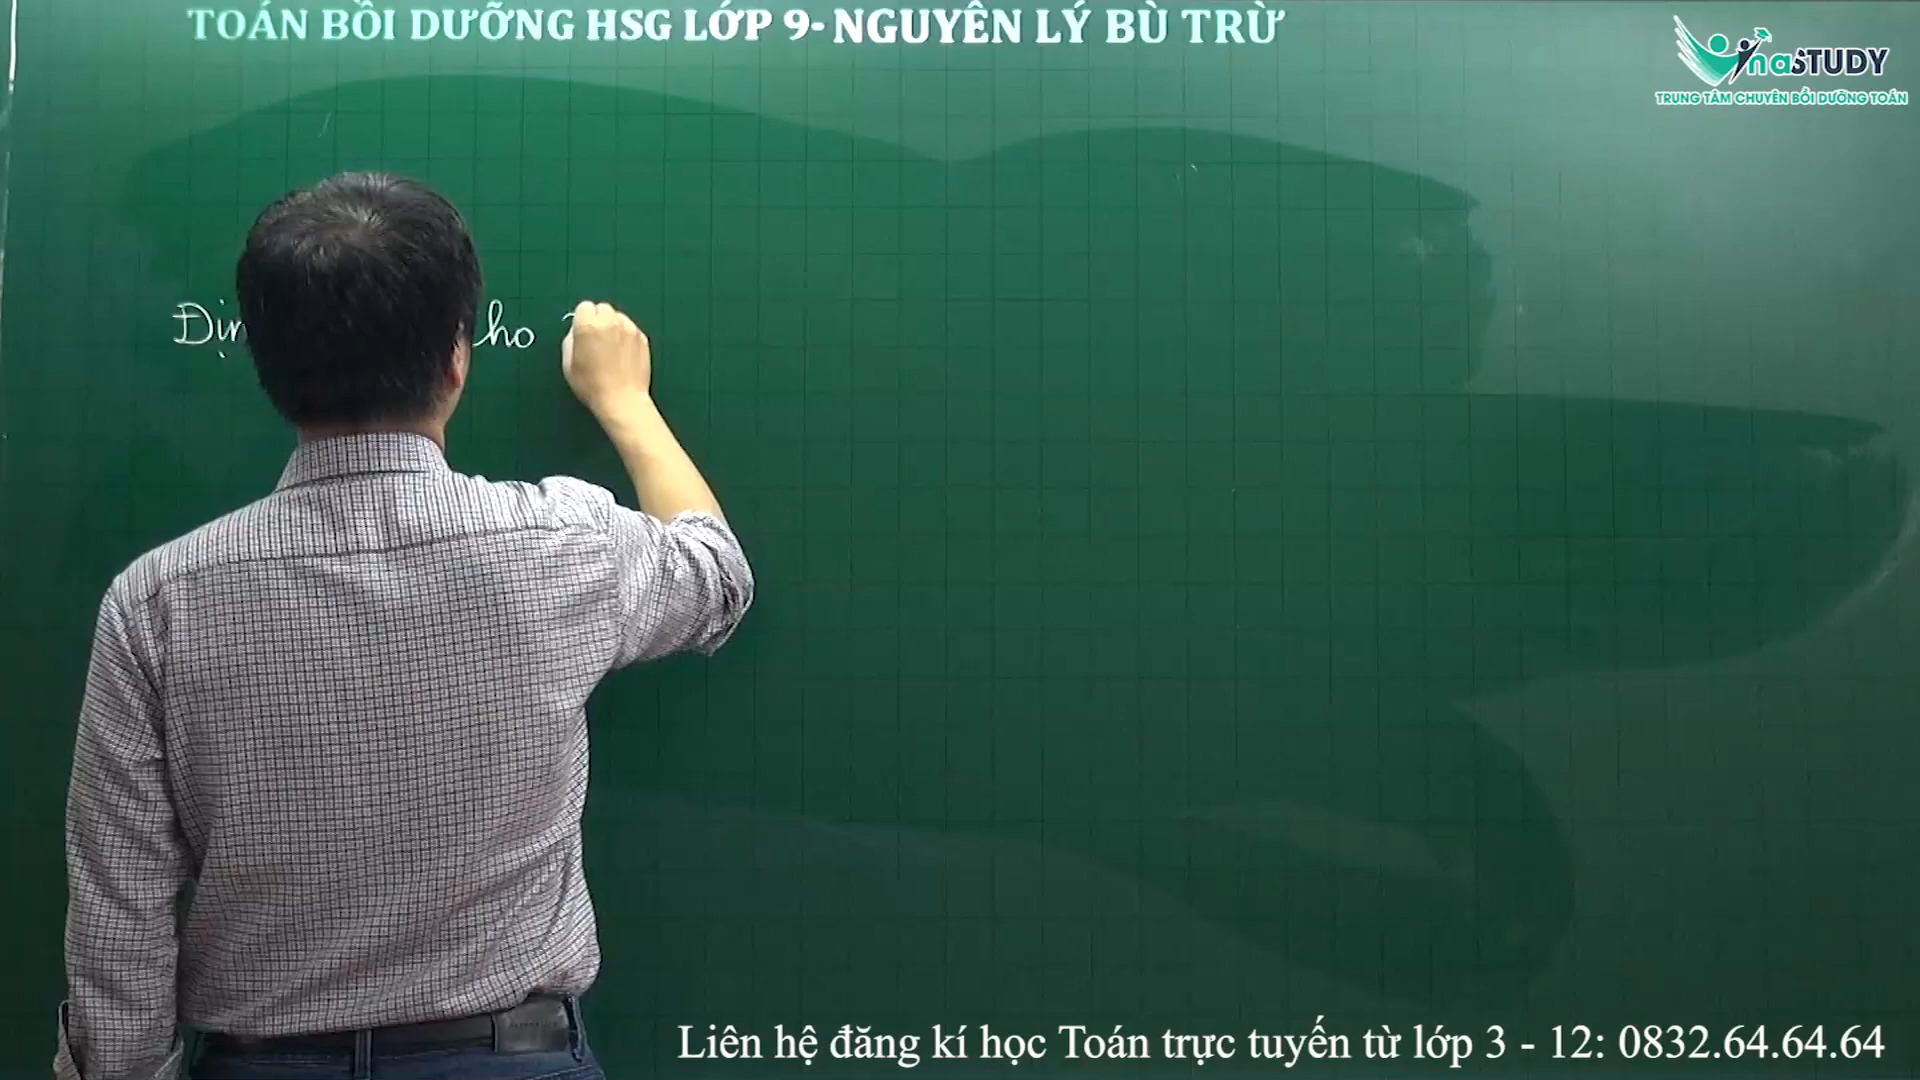 TOÁN BỒI DƯỠNG HSG LỚP 9- NGUYÊN LÝ BÙ TRỪ
naSTUDY
TRUNG TÂM CHUYÊN BỒI DƯỠNG TOÁN
ho
Liên hệ đăng kí học Toán trực tuyến từ lớp 3 - 12: 0832.64.64.64